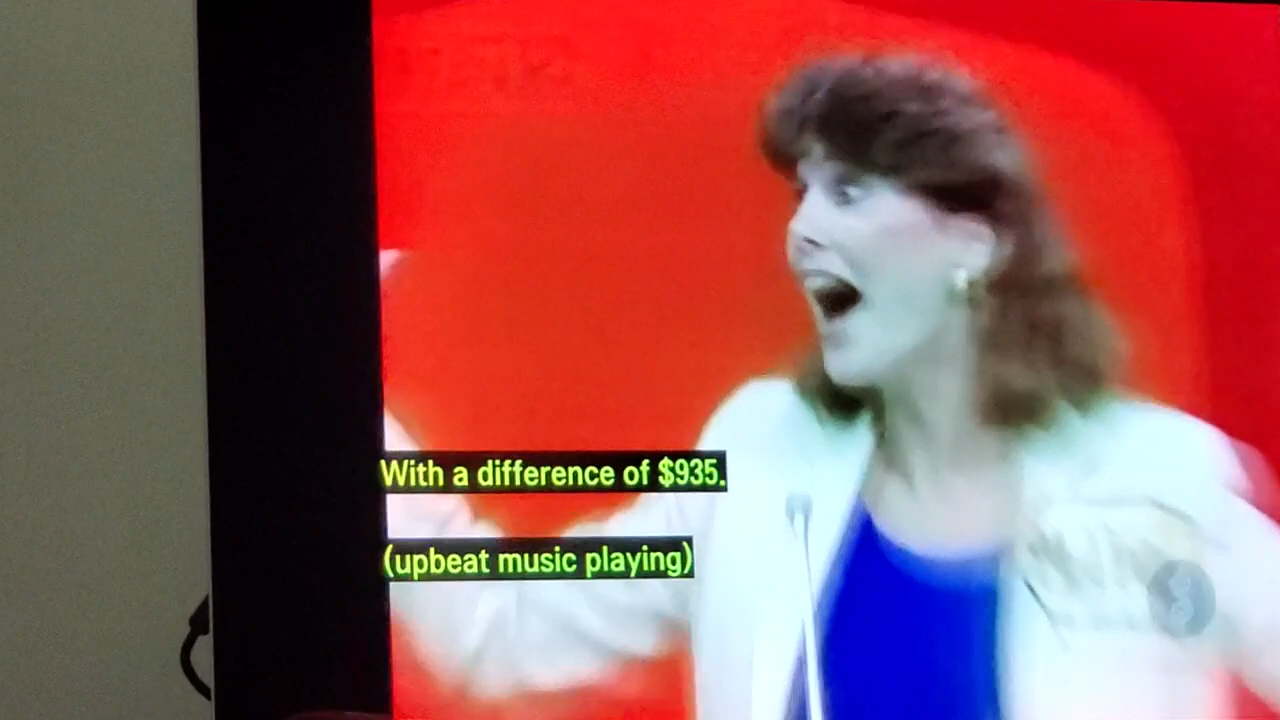 With a difference of $935.
(upbeat music playing)